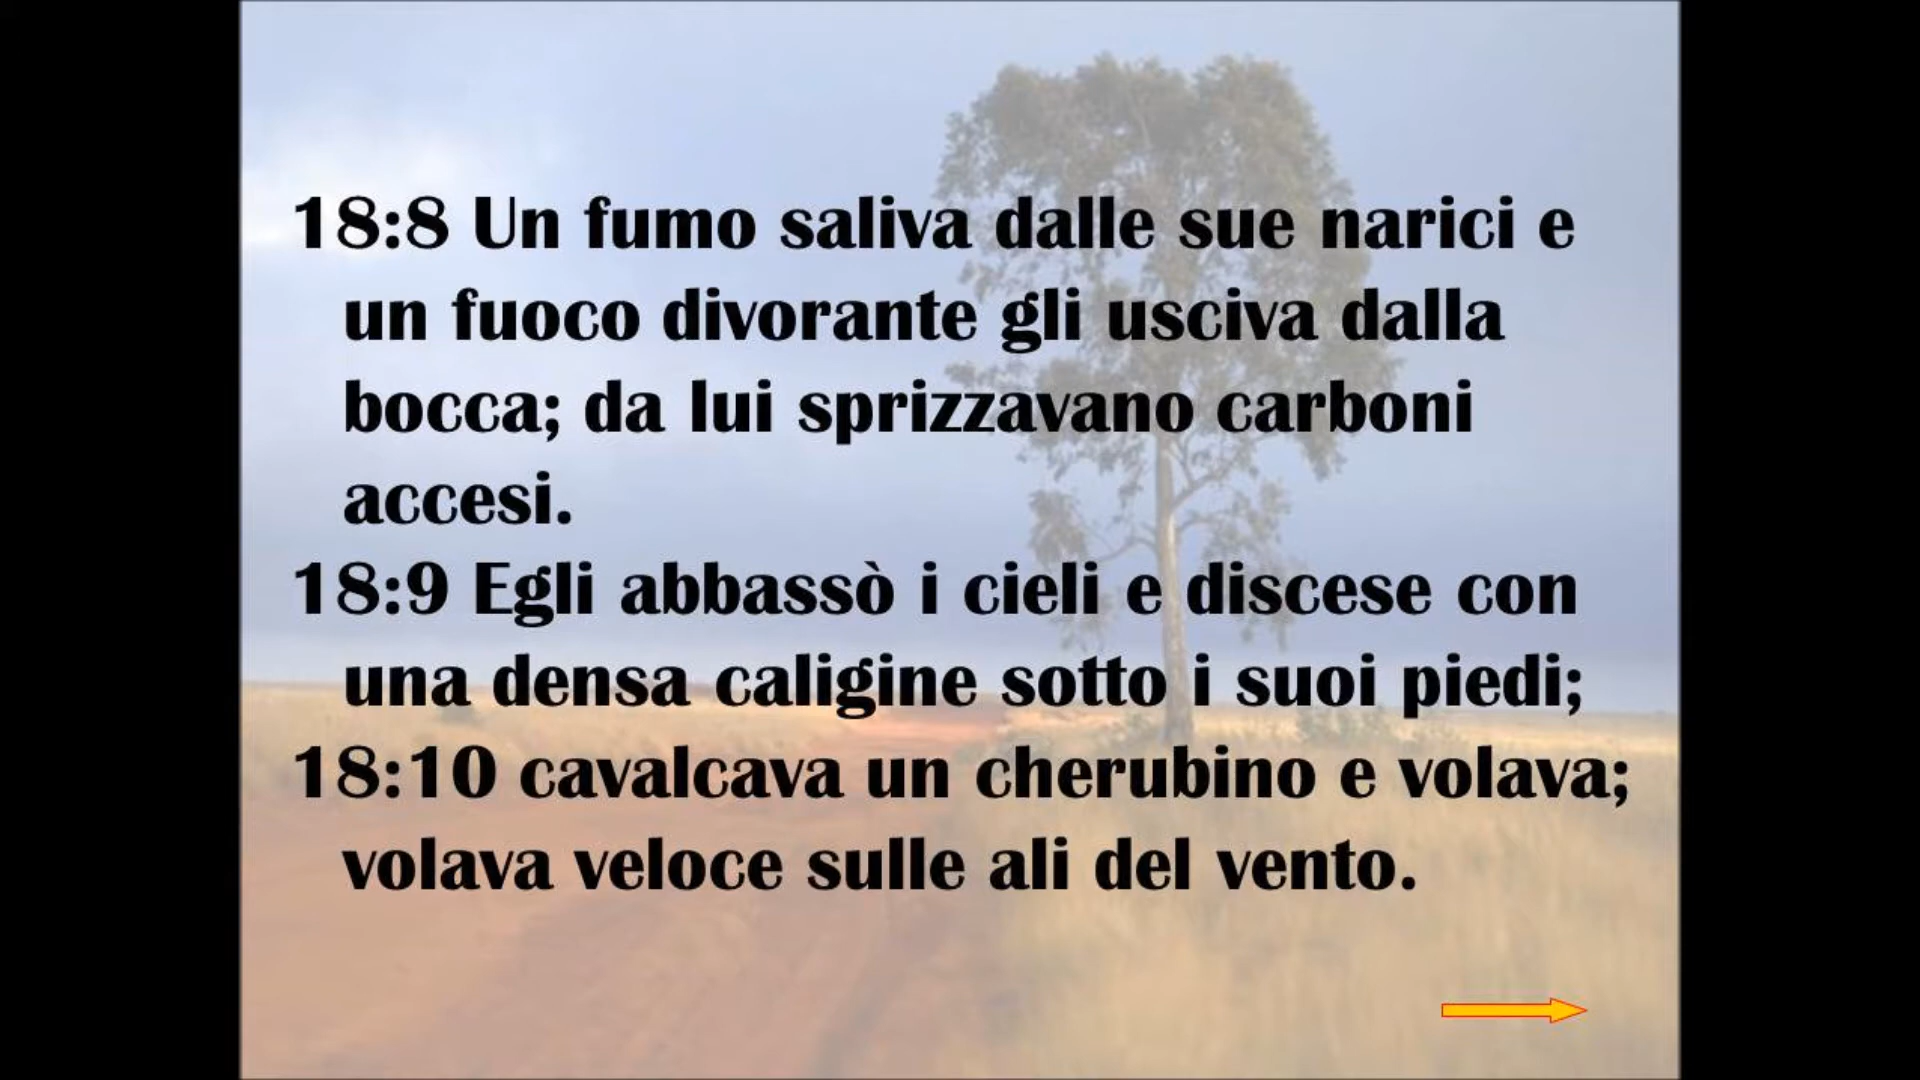 18:8 Un fumo saliva dalle sue narici e
un fuoco divorante gli usciva dalla
bocca; da lui sprizzavano carboni
accesi.
18:9 Egli abbassò i cieli e discese con
una densa caligine sotto i suoi piedi;
18:10 cavalcava un cherubino e volava;
volava veloce sulle ali del vento.